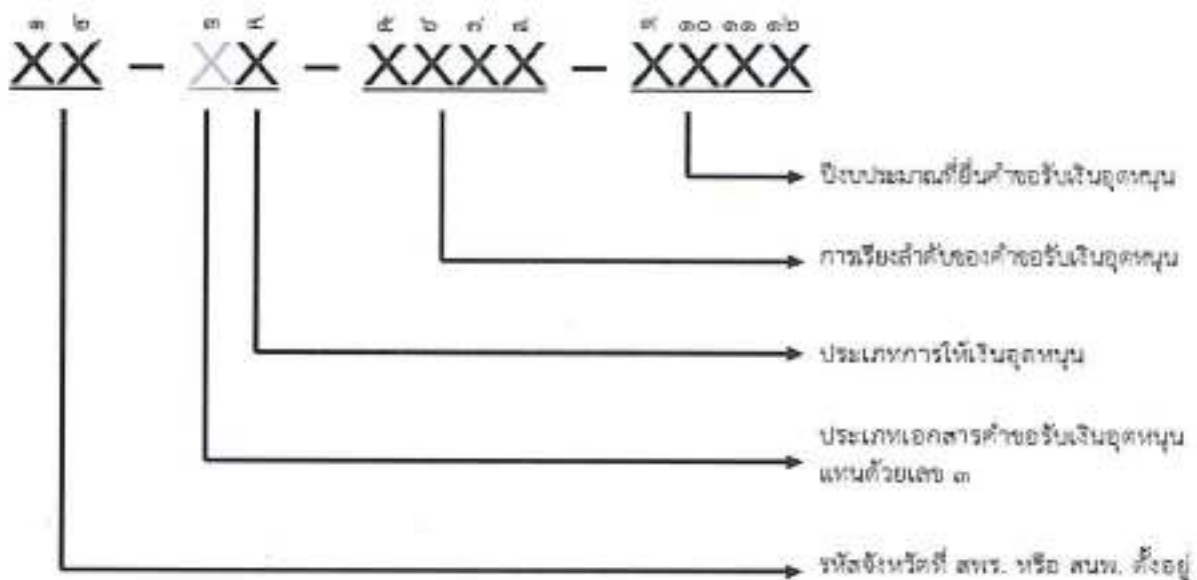 ๑ ๒ ๓ ๔ ๕ ๖ ๗ ๘ ๙ ๑๐ ๑๑ ๑๒
XX - XX - XXXX - XXXX
ปีงบประมาณที่ยื่นคำขอรับเงินอุดหนุน
การเรียงลำดับของคำขอรับเงินอุดหนุน
ประเภทการให้เงินอุดหนุน
ประเภทเอกสารคำขอรับเงินอุดหนุน
แทนด้วยเลข ๓
รหัสจังหวัดที่ สพร. หรือ สนพ. ตั้งอยู่